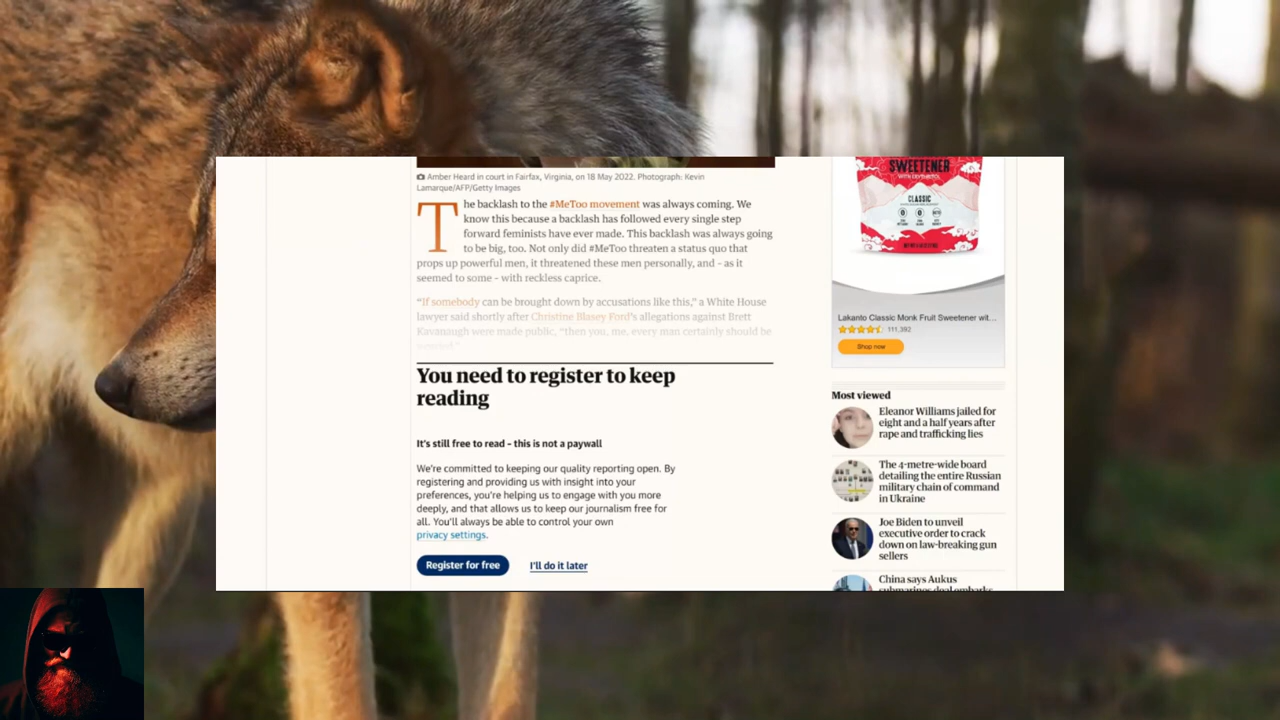 Amber Heard in court in Fairfax, Virginia, on 18 May 2022. Photograph: Kevin
Lamarque/AFP/Getty Images
The backlash to the #MeToo movement was always coming. We
know this because a backlash has followed every single step
forward feminists have ever made. This backlash was always going
to be big, too. Not only did #MeToo threaten a status quo that
props up powerful men, it threatened these men personally, and – as it
seemed to some – with reckless caprice.
“If somebody can be brought down by accusations like this,” a White House
lawyer said shortly after Christine Blasey Ford’s allegations against Brett
Kavanaugh were made public, “then you, me, every man certainly should be
You need to register to keep
reading
It’s still free to read – this is not a paywall
We’re committed to keeping our quality reporting open. By
registering and providing us with insight into your
preferences, you’re helping us to engage with you more
deeply, and that allows us to keep our journalism free for
all. You’ll always be able to control your own
privacy settings.
Register for free
I’ll do it later
SWEETENER
CLASSIC
Lakanto Classic Monk Fruit Sweetener wit...
111,392
Shop now
Most viewed
Eleanor Williams jailed for
eight and a half years after
rape and trafficking lies
The 4-metre-wide board
detailing the entire Russian
military chain of command
in Ukraine
Joe Biden to unveil
executive order to crack
down on law-breaking gun
sellers
China says Aukus